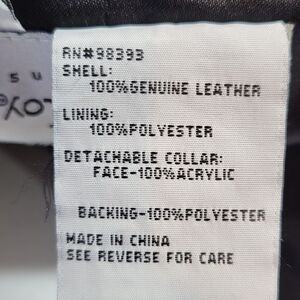 RN#98393
SHELL:
100%GENUINE LEATHER
LINING:
100%POLYESTER
DETACHABLE COLLAR:
FACE-100%ACRYLIC
BACKING-100%POLYESTER
MADE IN CHINA
SEE REVERSE FOR CARE